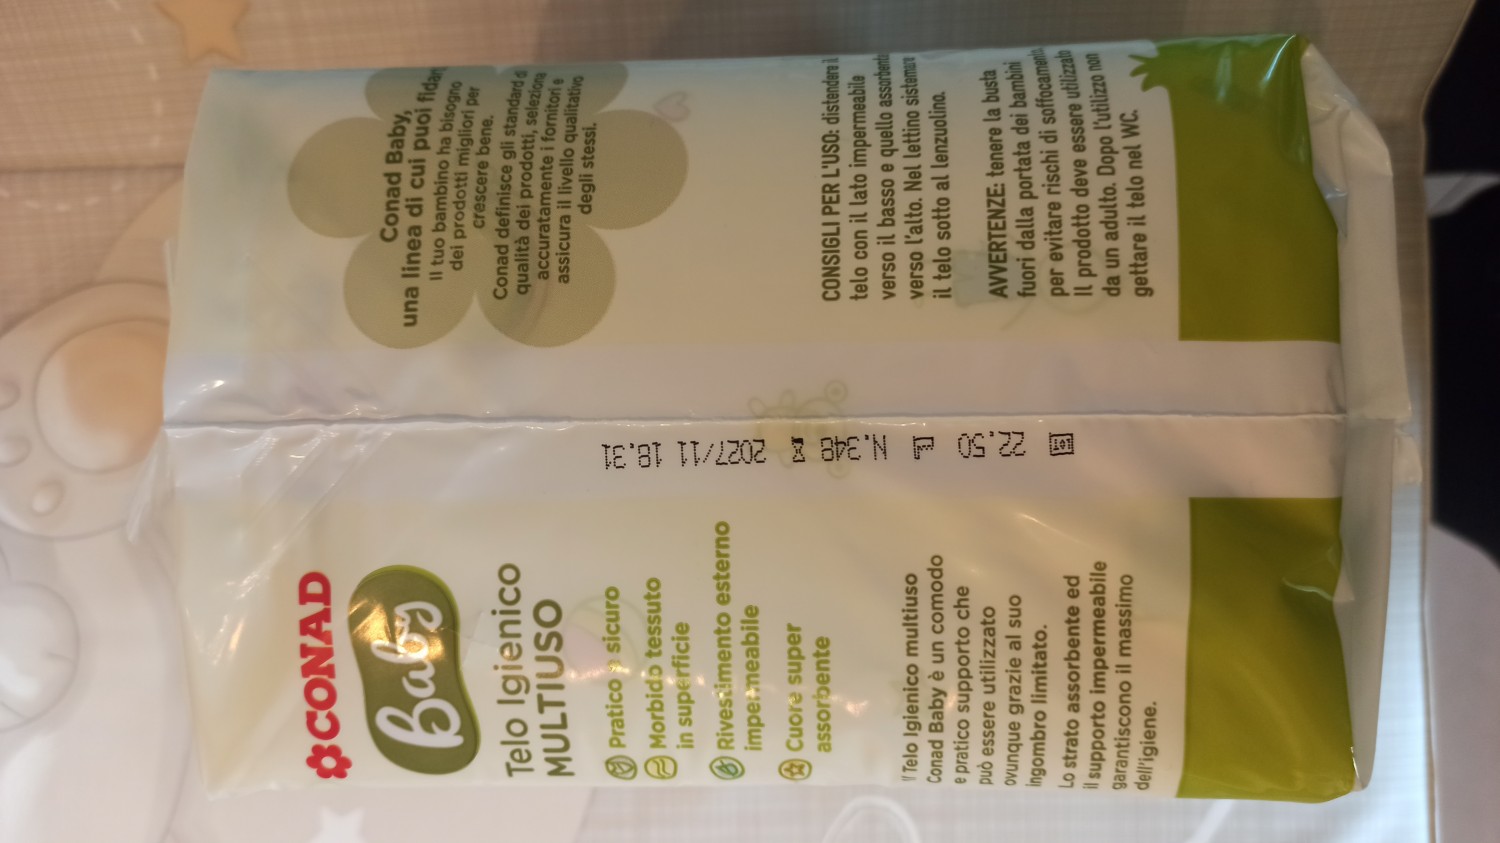 CONAD
Baby
Telo Igienico
MULTIUSO
Pratico e sicuro
Morbido tessuto
in superficie
Rivestimento esterno
impermeabile
Cuore super
assorbente
Telo Igienico multiuso
Conad Baby è un comodo
e pratico supporto che
può essere utilizzato
ovunque grazie al suo
ingombro limitato.
Lo strato assorbente ed
il supporto impermeabile
garantiscono il massimo
dell'igiene.
LOT 22.50 N.348 2027/11 18.31
Conad Baby,
una linea di cui puoi fidar
Il tuo bambino ha bisogno
dei prodotti migliori per
crescere bene.
Conad definisce gli standard di
qualità dei prodotti, seleziona
accuratamente i fornitori e
assicura il livello qualitativo
degli stessi.
CONSIGLI PER L'USO: distendere il
telo con il lato impermeabile
verso il basso e quello assorbente
verso l'alto. Nel lettino sistemare
il telo sotto al lenzuolino.
AVVERTENZE: tenere la busta
fuori dalla portata dei bambini
per evitare rischi di soffocamento.
Il prodotto deve essere utilizzato
da un adulto. Dopo l'utilizzo non
gettare il telo nel WC.